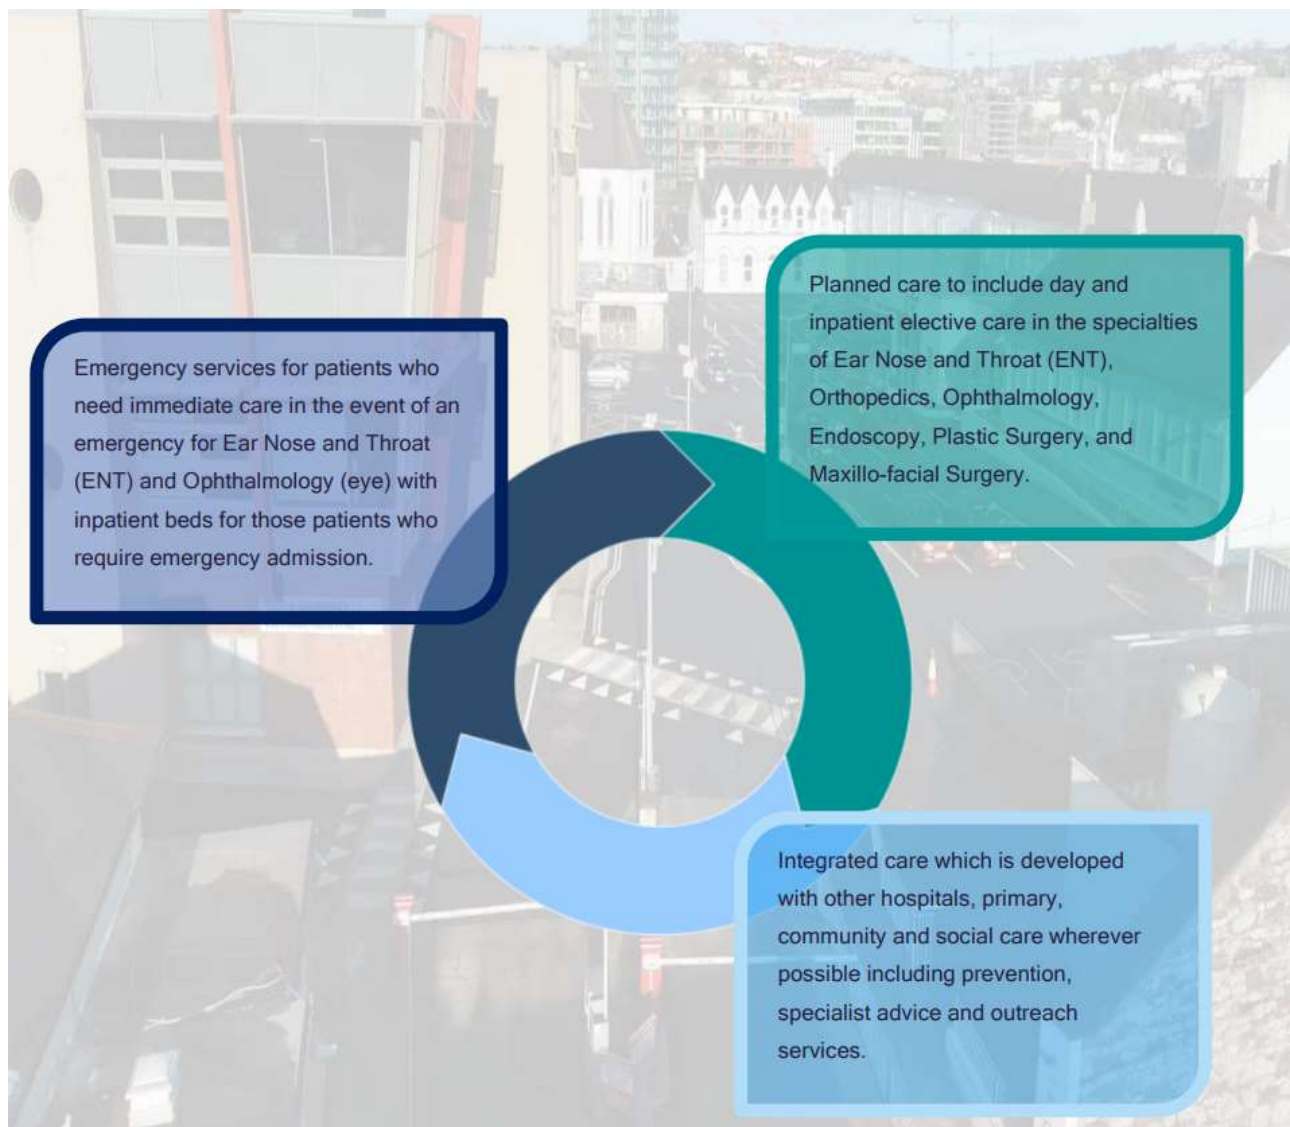 Emergency services for patients who
need immediate care in the event of an
emergency for Ear Nose and Throat
(ENT) and Ophthalmology (eye) with
inpatient beds for those patients who
require emergency admission.
Planned care to include day and
inpatient elective care in the specialties
of Ear Nose and Throat (ENT),
Orthopedics, Ophthalmology,
Endoscopy, Plastic Surgery, and
Maxillo-facial Surgery.
Integrated care which is developed
with other hospitals, primary,
community and social care wherever
possible including prevention,
specialist advice and outreach
services.